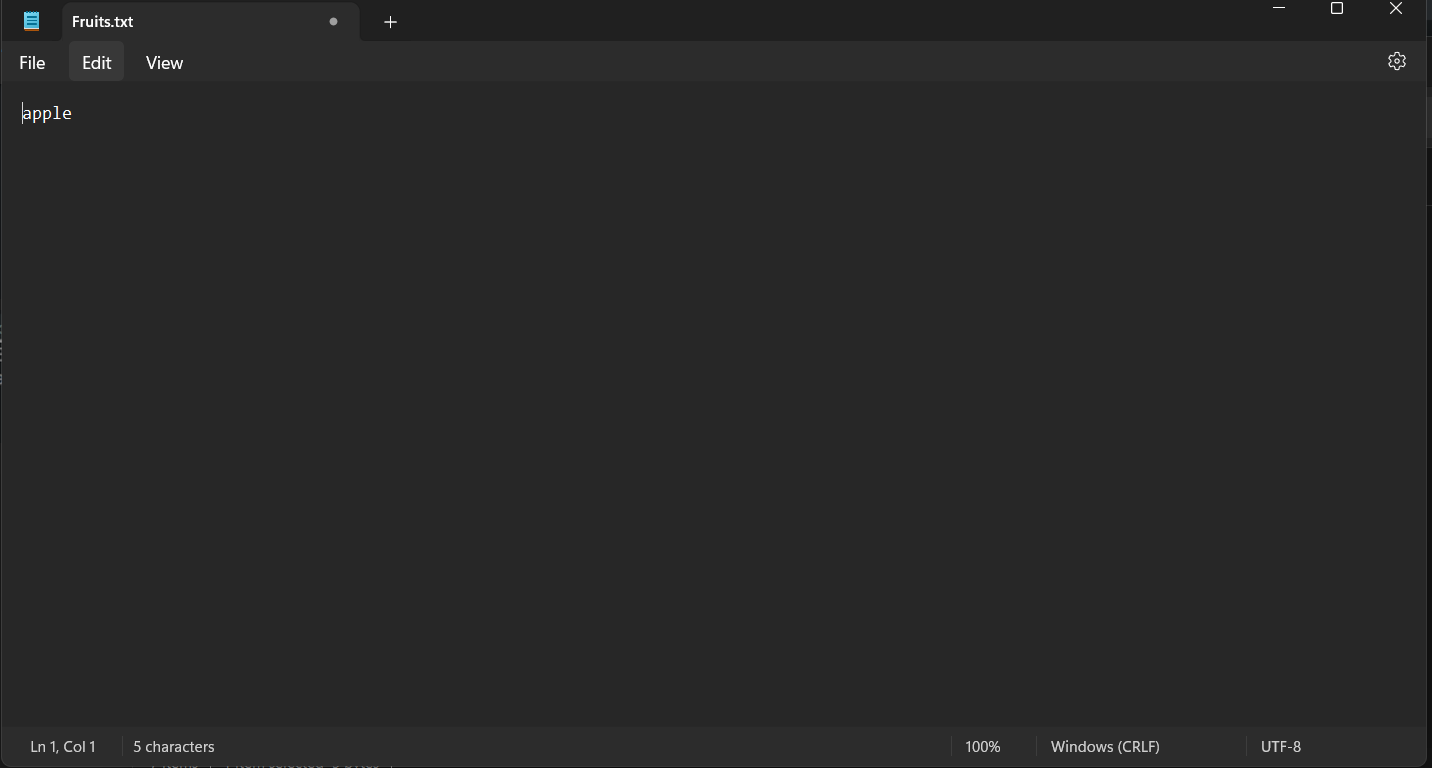 Fruits.txt
File Edit View
apple
Ln 1, Col 1 5 characters 100% Windows (CRLF) UTF-8